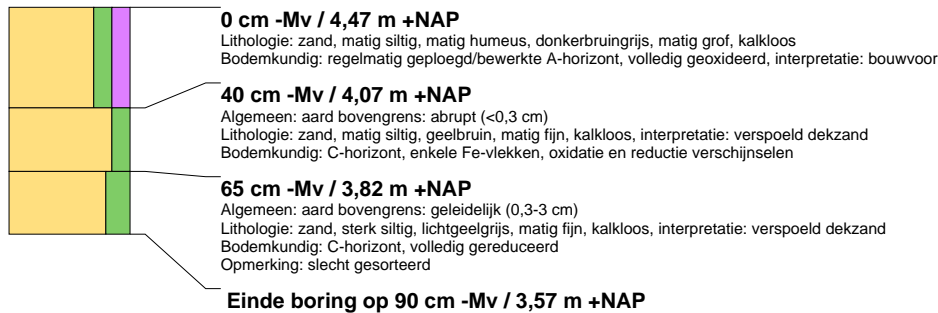 0 cm -Mv / 4,47 m +NAP
Lithologie: zand, matig siltig, matig humeus, donkerbruingrijs, matig grof, kalkloos
Bodemkundig: regelmatig geploegd/bewerkte A-horizont, volledig geoxideerd, interpretatie: bouwvoor
40 cm -Mv / 4,07 m +NAP
Algemeen: aard bovengrens: abrupt (<0,3 cm)
Lithologie: zand, matig siltig, geelbruin, matig fijn, kalkloos, interpretatie: verspoeld dekzand
Bodemkundig: C-horizont, enkele Fe-vlekken, oxidatie en reductie verschijnselen
65 cm -Mv / 3,82 m +NAP
Algemeen: aard bovengrens: geleidelijk (0,3-3 cm)
Lithologie: zand, sterk siltig, lichtgeelgrijs, matig fijn, kalkloos, interpretatie: verspoeld dekzand
Bodemkundig: C-horizont, volledig gereduceerd
Opmerking: slecht gesorteerd
Einde boring op 90 cm -Mv / 3,57 m +NAP